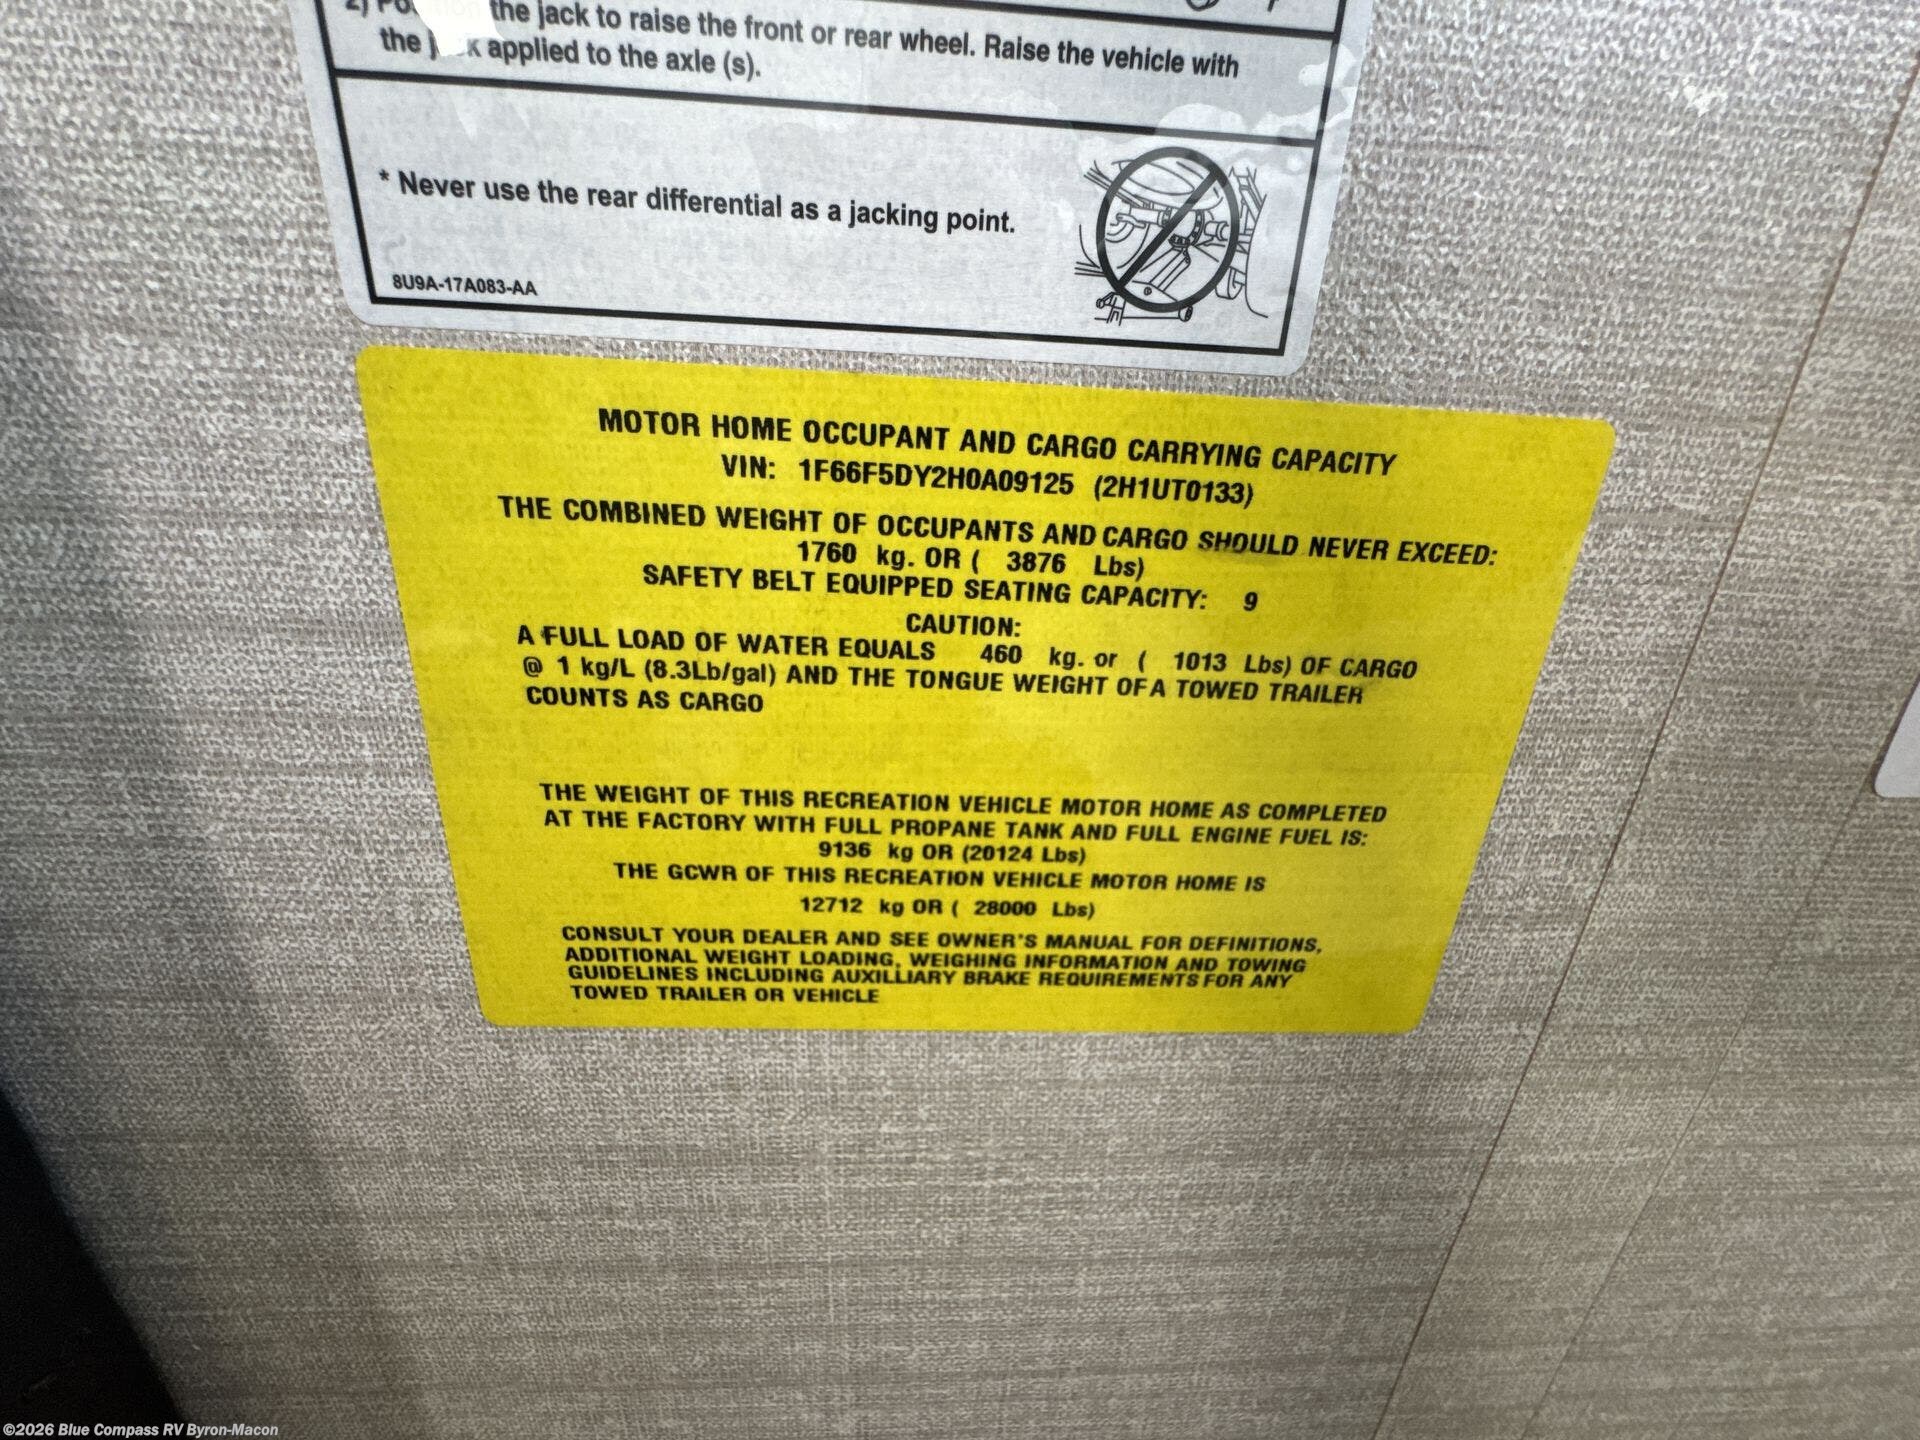 2) Po the jack to raise the front or rear wheel. Raise the vehicle with
the applied to the axle (s).
* Never use the rear differential as a jacking point.
8U9A-17A083-AA
MOTOR HOME OCCUPANT AND CARGO CARRYING CAPACITY
VIN: 1F66F5DY2H0A09125 (2H1UT0133)
THE COMBINED WEIGHT OF OCCUPANTS AND CARGO SHOULD NEVER EXCEED:
1760 kg. OR ( 3876 Lbs)
SAFETY BELT EQUIPPED SEATING CAPACITY: 9
CAUTION:
A FULL LOAD OF WATER EQUALS 460 kg. or ( 1013 Lbs) OF CARGO
@ 1 kg/L (8.3Lb/gal) AND THE TONGUE WEIGHT OF A TOWED TRAILER
COUNTS AS CARGO
THE WEIGHT OF THIS RECREATION VEHICLE MOTOR HOME AS COMPLETED
AT THE FACTORY WITH FULL PROPANE TANK AND FULL ENGINE FUEL IS:
9136 kg OR (20124 Lbs)
THE GCWR OF THIS RECREATION VEHICLE MOTOR HOME IS
12712 kg OR ( 28000 Lbs)
CONSULT YOUR DEALER AND SEE OWNER'S MANUAL FOR DEFINITIONS,
ADDITIONAL WEIGHT LOADING, WEIGHING INFORMATION AND TOWING
GUIDELINES INCLUDING AUXILLIARY BRAKE REQUIREMENTS FOR ANY
TOWED TRAILER OR VEHICLE
©2026 Blue Compass RV Byron-Macon